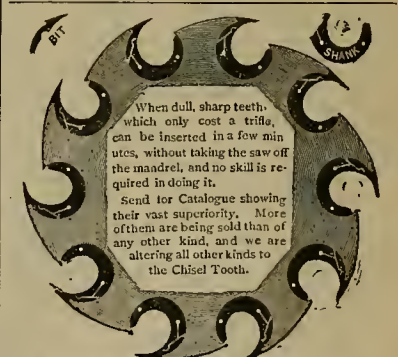 BIT
SHANK
When dull, sharp teeth,
which only cost a trifle,
can be inserted in a few min
utes, without taking the saw off
the mandrel, and no skill is re-
quired in doing it.
Send for Catalogue showing
their vast superiority. More
of them are being sold than of
any other kind, and we are
altering all other kinds to
the Chisel Tooth.